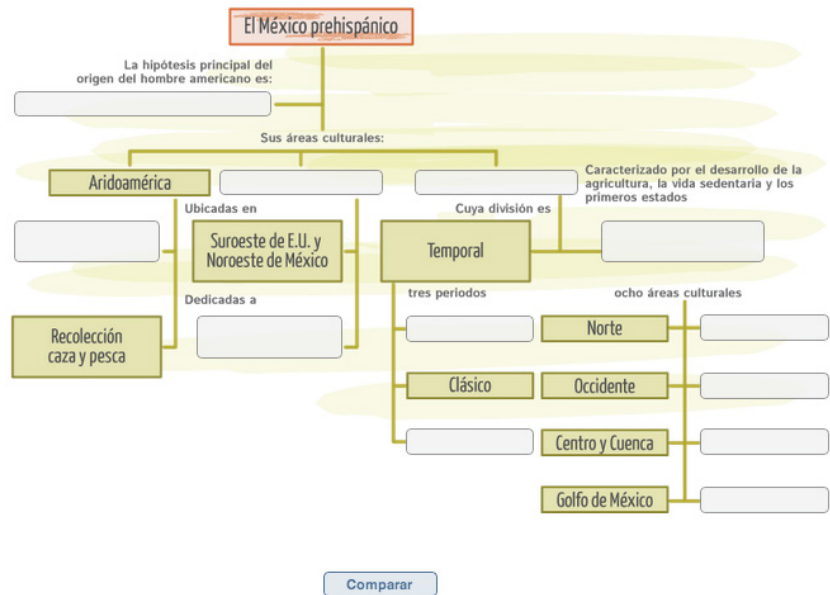 El México prehispánico
La hipótesis principal del
origen del hombre americano es:
Sus áreas culturales:
Aridoamérica
Caracterizado por el desarrollo de la
agricultura, la vida sedentaria y los
primeros estados
Ubicadas en
Cuya división es
Suroeste de E.U. y
Noroeste de México
Temporal
Dedicadas a
tres periodos
ocho áreas culturales
Recolección
caza y pesca
Norte
Clásico
Occidente
Centro y Cuenca
Golfo de México
Comparar